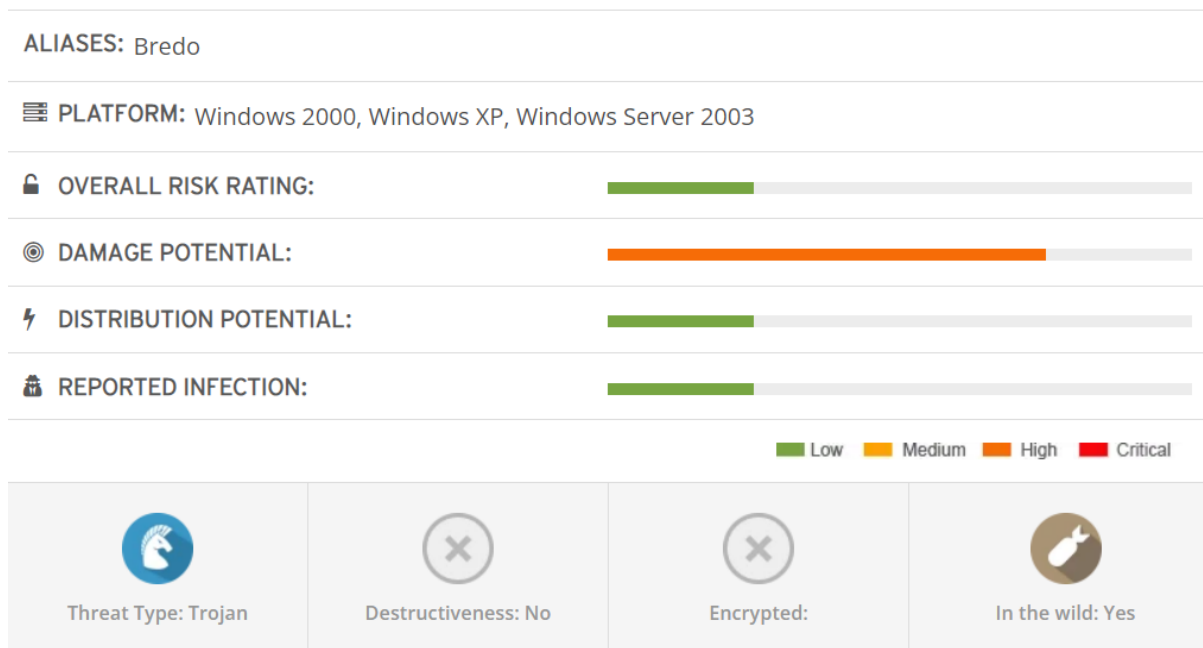 ALIASES: Bredo
PLATFORM: Windows 2000, Windows XP, Windows Server 2003
OVERALL RISK RATING:
DAMAGE POTENTIAL:
DISTRIBUTION POTENTIAL:
REPORTED INFECTION:
Low Medium High Critical
Threat Type: Trojan Destructiveness: No Encrypted: In the wild: Yes